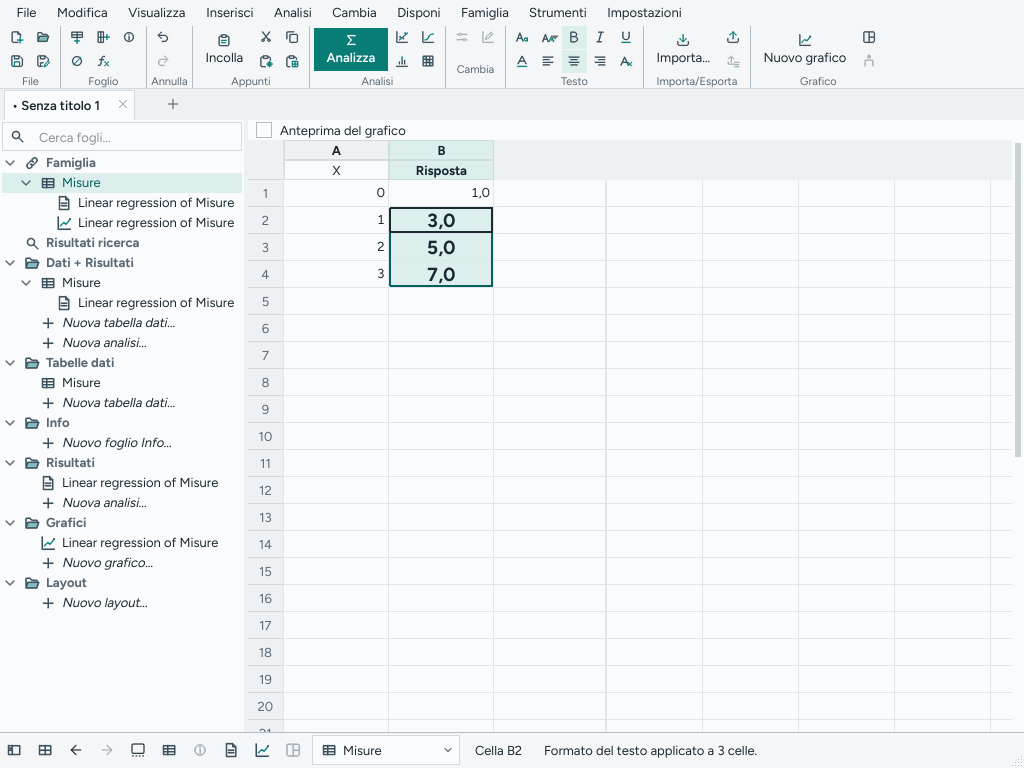 File Modifica Visualizza Inserisci Analisi Cambia Disponi Famiglia Strumenti Impostazioni
Incolla Σ Analizza Importa... Nuovo grafico
File Foglio Annulla Appunti Analisi Cambia Testo Importa/Esporta Grafico
• Senza titolo 1
Cerca fogli...
Famiglia
Misure
Linear regression of Misure
Linear regression of Misure
Risultati ricerca
Dati + Risultati
Misure
Linear regression of Misure
Nuova tabella dati...
Nuova analisi...
Tabelle dati
Misure
Nuova tabella dati...
Info
Nuovo foglio Info...
Risultati
Linear regression of Misure
Nuova analisi...
Grafici
Linear regression of Misure
Nuovo grafico...
Layout
Nuovo layout...
Anteprima del grafico
A B
X Risposta
1 0 1,0
2 1 3,0
3 2 5,0
4 3 7,0
5
6
7
8
9
10
11
12
13
14
15
16
17
18
19
20
21
Misure Cella B2 Formato del testo applicato a 3 celle.